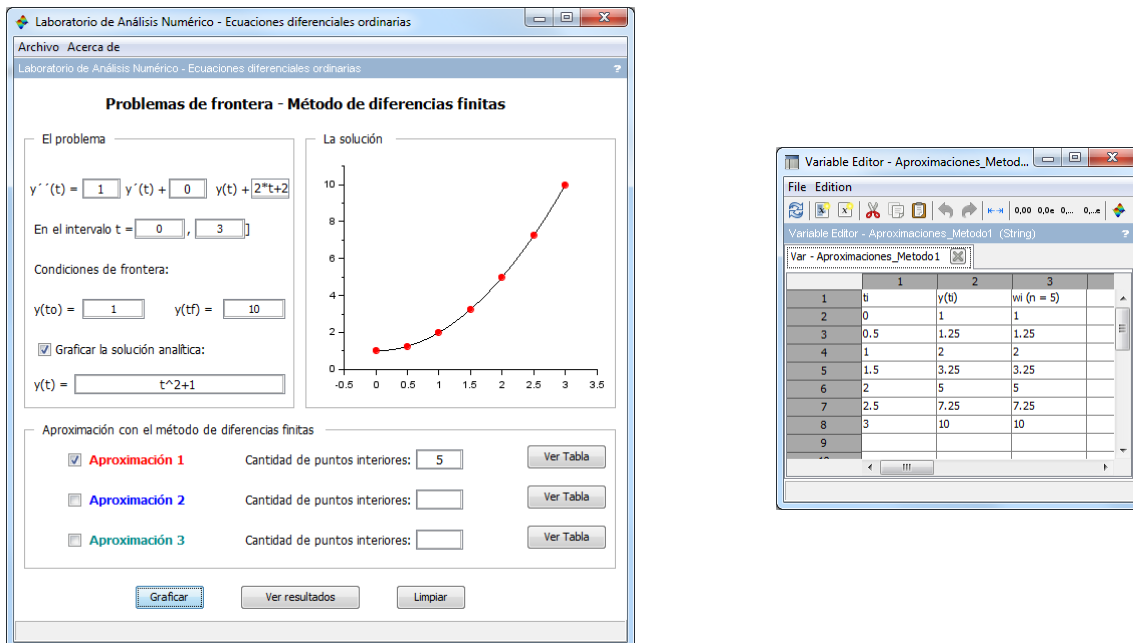 Laboratorio de Análisis Numérico - Ecuaciones diferenciales ordinarias
Archivo Acerca de
Laboratorio de Análisis Numérico - Ecuaciones diferenciales ordinarias ?
Problemas de frontera - Método de diferencias finitas
El problema
y´´(t) = 1 y´(t) + 0 y(t) + 2*t+2
En el intervalo t = 0 , 3 ]
Condiciones de frontera:
y(to) = 1 y(tf) = 10
Graficar la solución analítica:
y(t) = t^2+1
La solución
10
8
6
4
2
0
-0.5 0 0.5 1 1.5 2 2.5 3 3.5
Aproximación con el método de diferencias finitas
Aproximación 1 Cantidad de puntos interiores: 5 Ver Tabla
Aproximación 2 Cantidad de puntos interiores: Ver Tabla
Aproximación 3 Cantidad de puntos interiores: Ver Tabla
Graficar Ver resultados Limpiar
Variable Editor - Aproximaciones_Metod...
File Edition
0,00 0,0e 0,... 0,...e
Variable Editor - Aproximaciones_Metodo1 (String) ?
Var - Aproximaciones_Metodo1
1 2 3
1 ti y(ti) wi (n = 5)
2 0 1 1
3 0.5 1.25 1.25
4 1 2 2
5 1.5 3.25 3.25
6 2 5 5
7 2.5 7.25 7.25
8 3 10 10
9